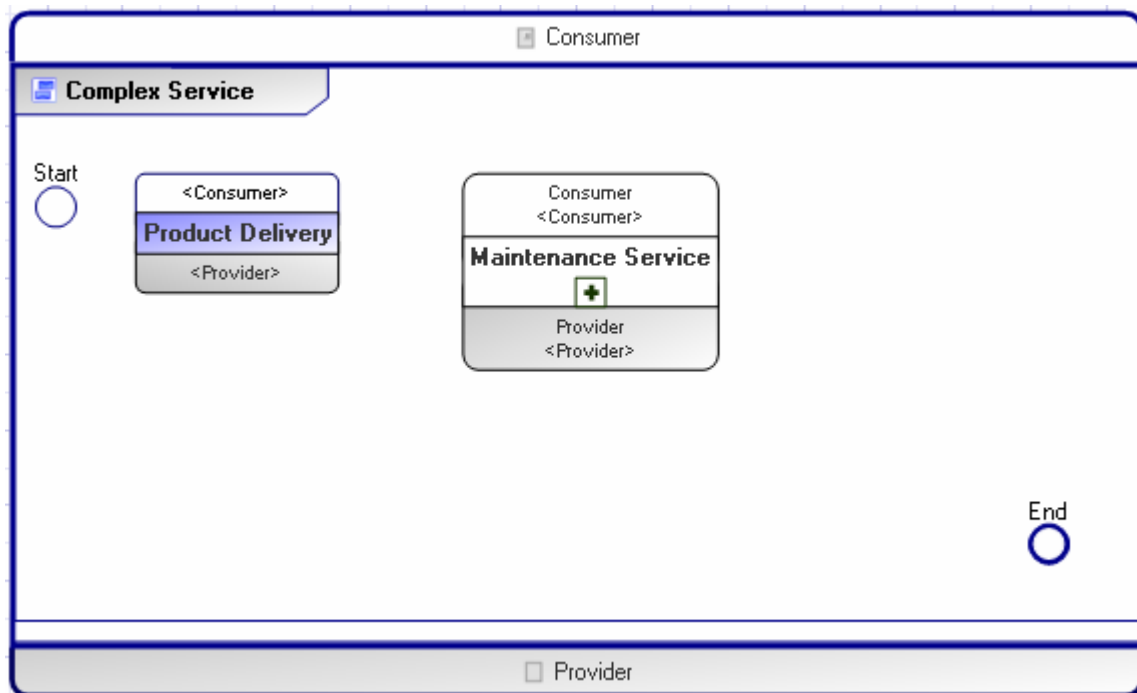 Consumer
Complex Service
Start
<Consumer>
Product Delivery
<Provider>
Consumer
<Consumer>
Maintenance Service
Provider
<Provider>
End
Provider